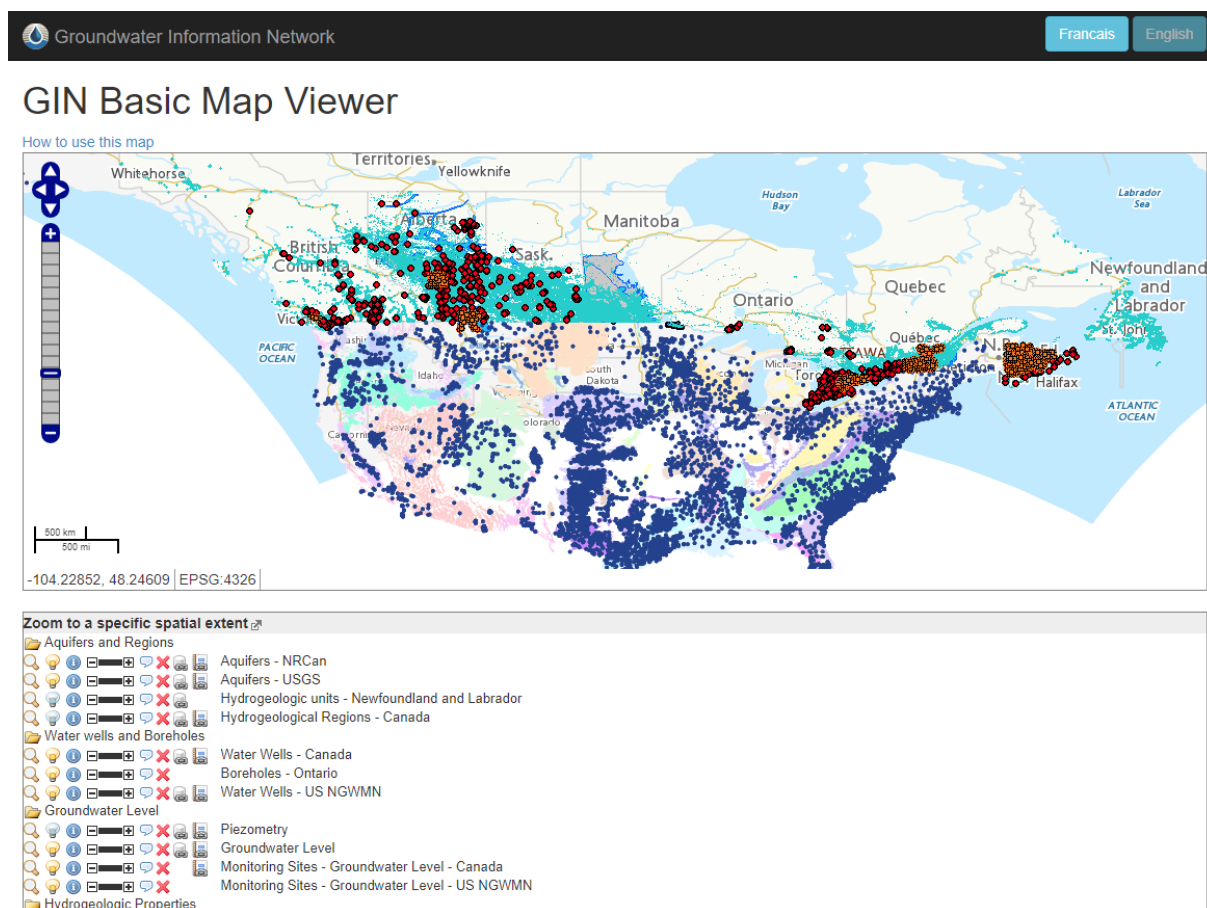 Groundwater Information Network
Francais
English
GIN Basic Map Viewer
How to use this map
Territories
Whitehorse
Yellowknife
Hudson
Bay
Labrador
Sea
Alberta
Manitoba
British
Columbia
Sask.
Newfoundland
and
Labrador
Ontario
Quebec
St. John
Québec
PACIFIC
OCEAN
Idaho
South
Dakota
Halifax
ATLANTIC
OCEAN
500 km
500 mi
-104.22852, 48.24609 EPSG:4326
Zoom to a specific spatial extent
Aquifers and Regions
Aquifers - NRCan
Aquifers - USGS
Hydrogeologic units - Newfoundland and Labrador
Hydrogeological Regions - Canada
Water wells and Boreholes
Water Wells - Canada
Boreholes - Ontario
Water Wells - US NGWMN
Groundwater Level
Piezometry
Groundwater Level
Monitoring Sites - Groundwater Level - Canada
Monitoring Sites - Groundwater Level - US NGWMN
Hydrogeologic Properties